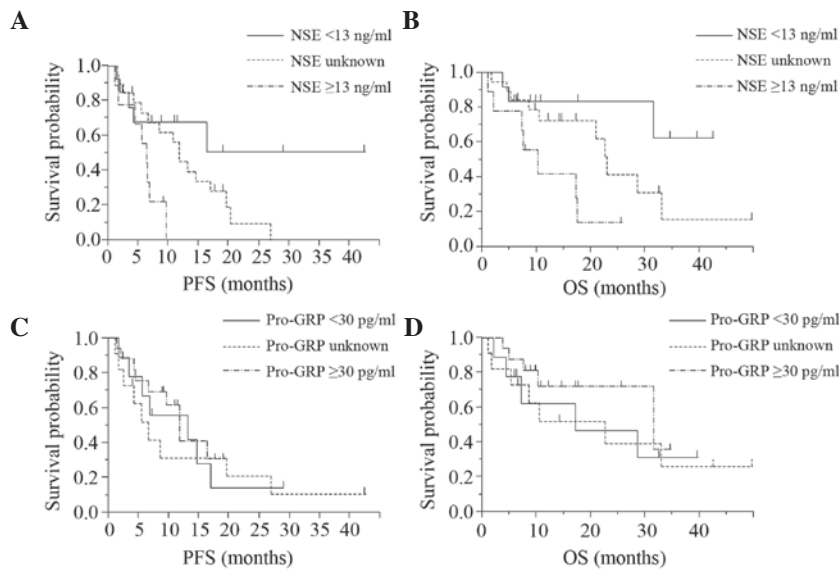 A
NSE <13 ng/ml
NSE unknown
NSE ≥13 ng/ml
Survival probability
1.0
0.8
0.6
0.4
0.2
0.0
0 5 10 15 20 25 30 35 40
PFS (months)
B
NSE <13 ng/ml
NSE unknown
NSE ≥13 ng/ml
Survival probability
1.0
0.8
0.6
0.4
0.2
0.0
0 10 20 30 40
OS (months)
C
Pro-GRP <30 pg/ml
Pro-GRP unknown
Pro-GRP ≥30 pg/ml
Survival probability
1.0
0.8
0.6
0.4
0.2
0.0
0 5 10 15 20 25 30 35 40
PFS (months)
D
Pro-GRP <30 pg/ml
Pro-GRP unknown
Pro-GRP ≥30 pg/ml
Survival probability
1.0
0.8
0.6
0.4
0.2
0.0
0 10 20 30 40
OS (months)